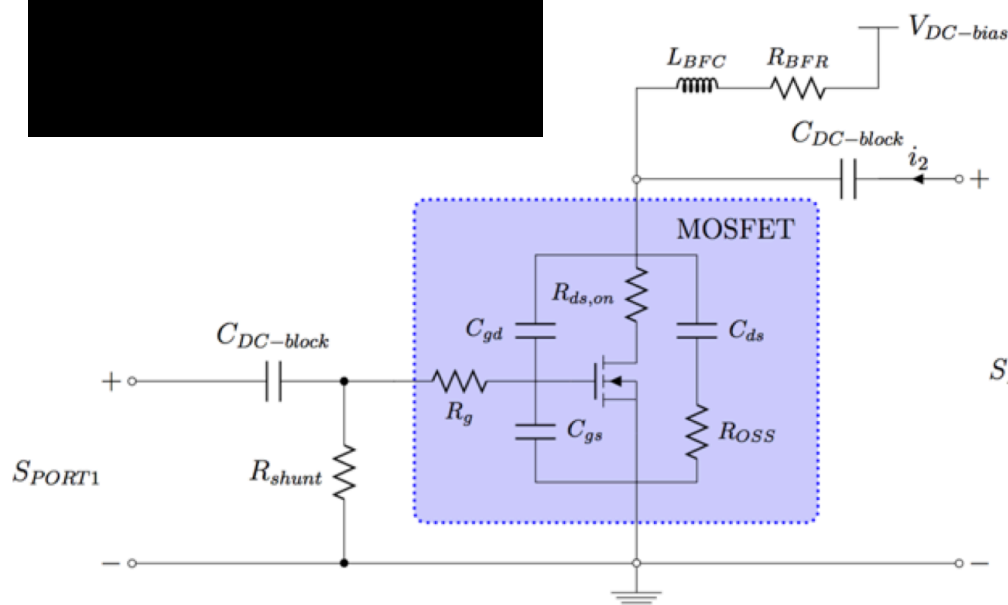 V_{DC-bias}
L_{BFC} R_{BFR}
C_{DC-block}
i_2
+
MOSFET
R_{ds,on}
C_{gd} C_{ds}
C_{DC-block}
+
R_g
C_{gs} R_{OSS}
S_{PORT1} R_{shunt}
S
− −